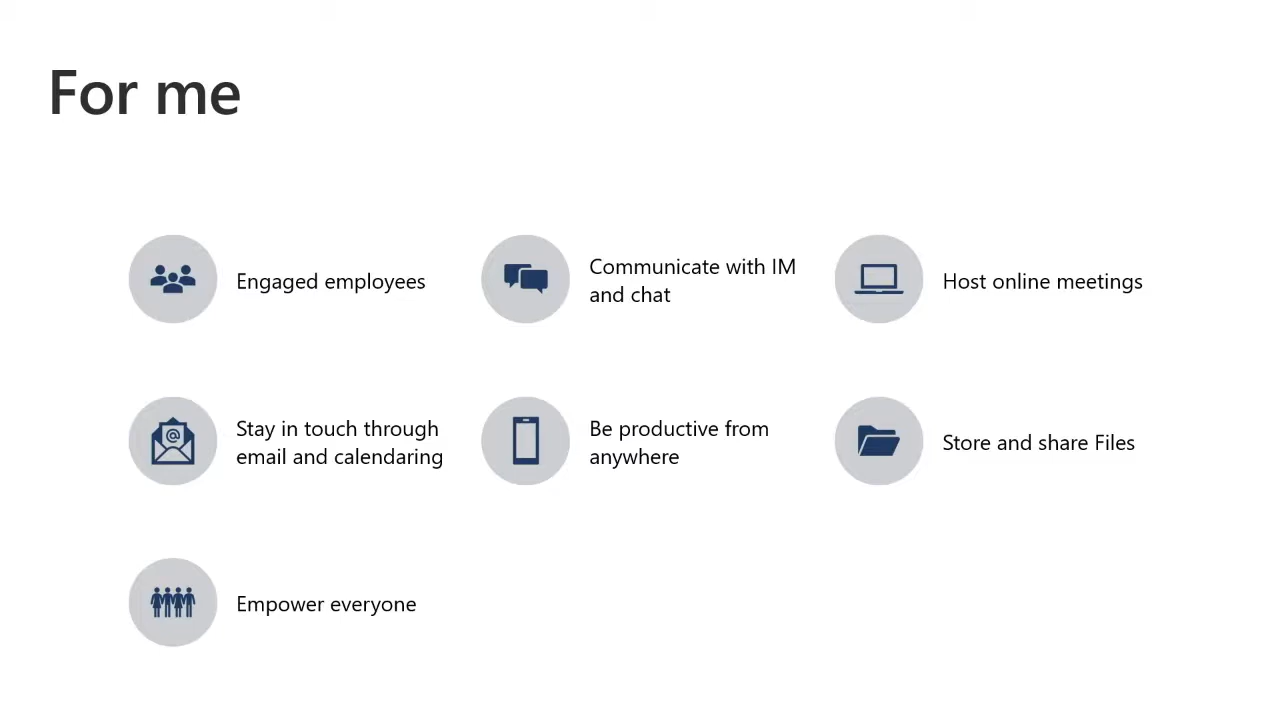 For me
Engaged employees
Communicate with IM
and chat
Host online meetings
Stay in touch through
email and calendaring
Be productive from
anywhere
Store and share Files
Empower everyone